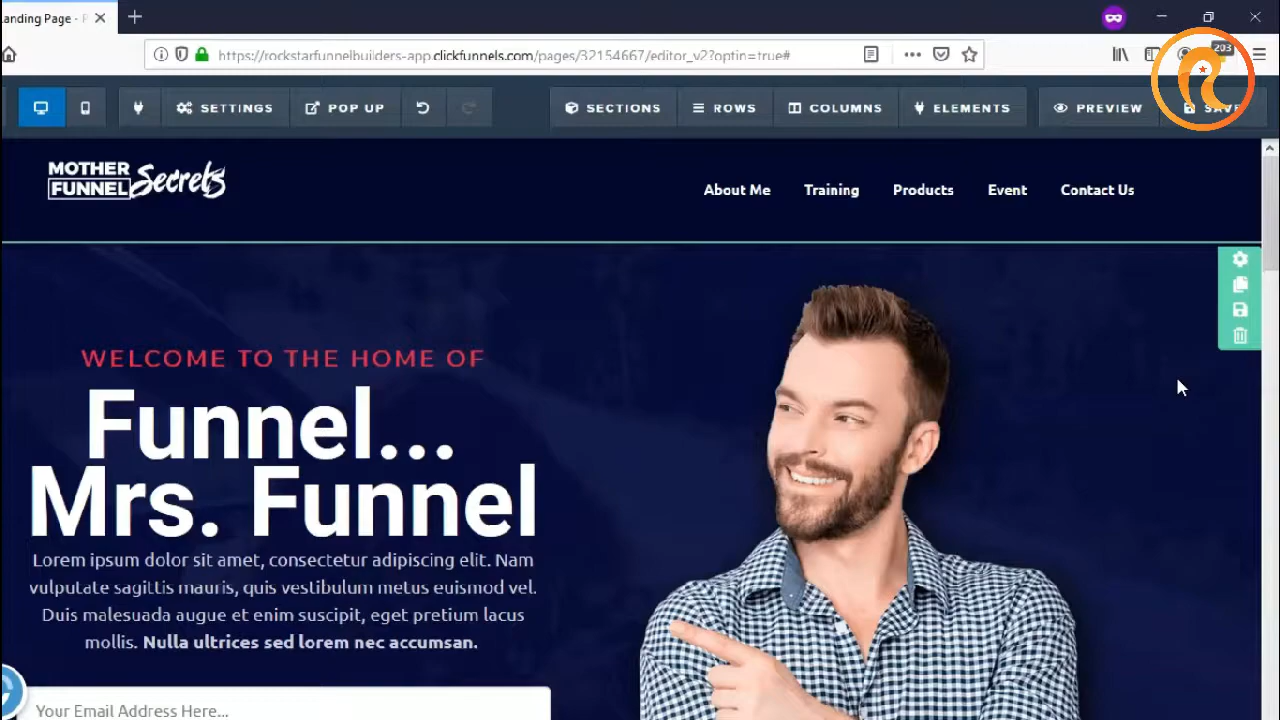 Landing Page -
203
https://rockstarfunnelbuilders-app.clickfunnels.com/pages/32154667/editor_v2?optin=true#
SETTINGS POP UP SECTIONS ROWS COLUMNS ELEMENTS PREVIEW SAVE
MOTHER FUNNEL Secrets
About Me Training Products Event Contact Us
WELCOME TO THE HOME OF
Funnel...
Mrs. Funnel
Lorem ipsum dolor sit amet, consectetur adipiscing elit. Nam
vulputate sagittis mauris, quis vestibulum metus euismod vel.
Duis malesuada augue et enim suscipit, eget pretium lacus
mollis. Nulla ultrices sed lorem nec accumsan.
Your Email Address Here...